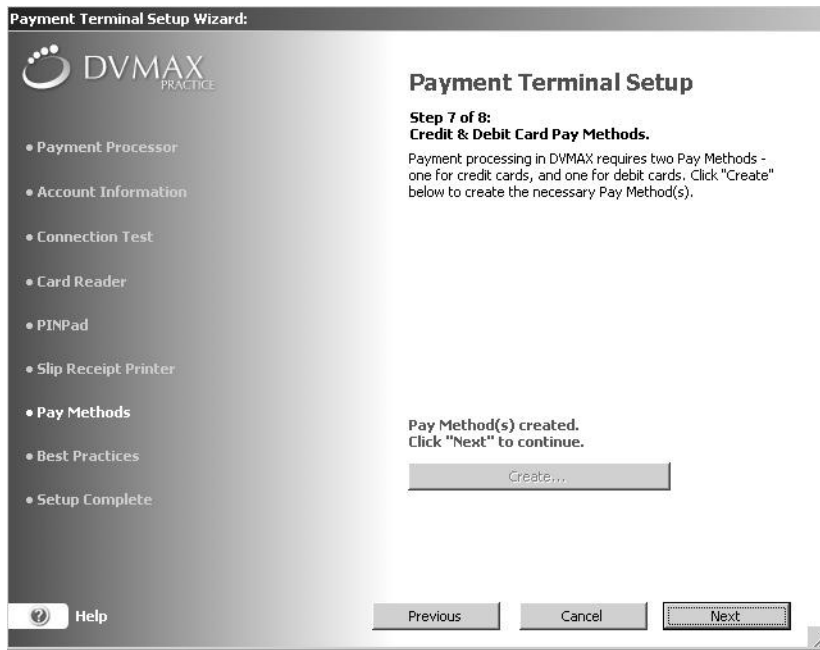 Payment Terminal Setup Wizard:
DVMAX
PRACTICE
• Payment Processor
• Account Information
• Connection Test
• Card Reader
• PINPad
• Slip Receipt Printer
• Pay Methods
• Best Practices
• Setup Complete
? Help
Payment Terminal Setup
Step 7 of 8:
Credit & Debit Card Pay Methods.
Payment processing in DVMAX requires two Pay Methods -
one for credit cards, and one for debit cards. Click "Create"
below to create the necessary Pay Method(s).
Pay Method(s) created.
Click "Next" to continue.
Create...
Previous
Cancel
Next